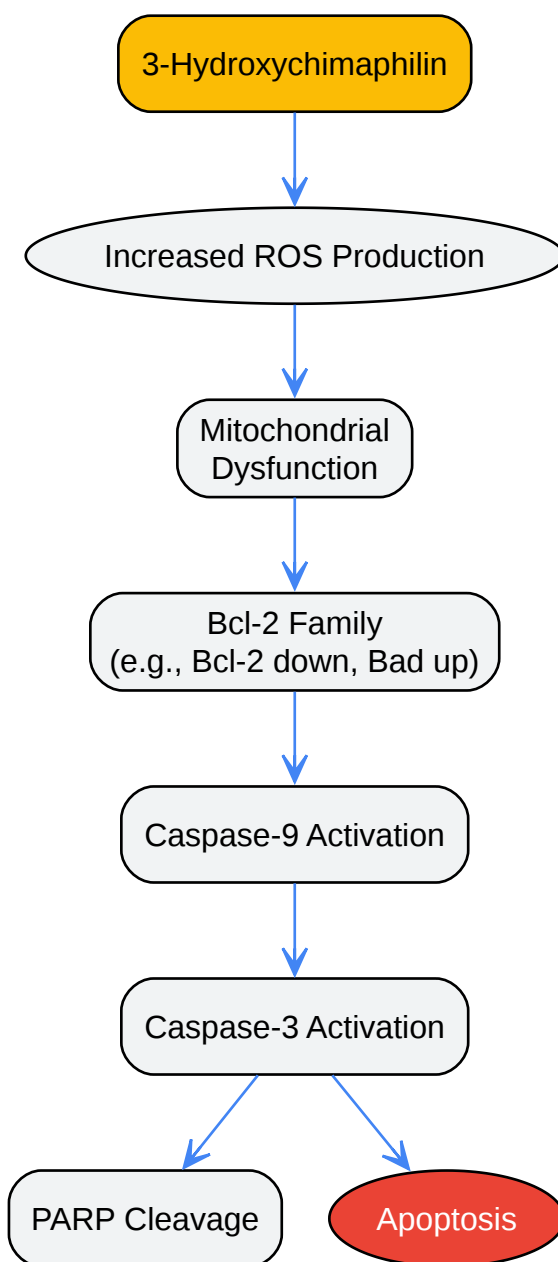 3-Hydroxychimaphilin
Increased ROS Production
Mitochondrial
Dysfunction
Bcl-2 Family
(e.g., Bcl-2 down, Bad up)
Caspase-9 Activation
Caspase-3 Activation
PARP Cleavage
Apoptosis